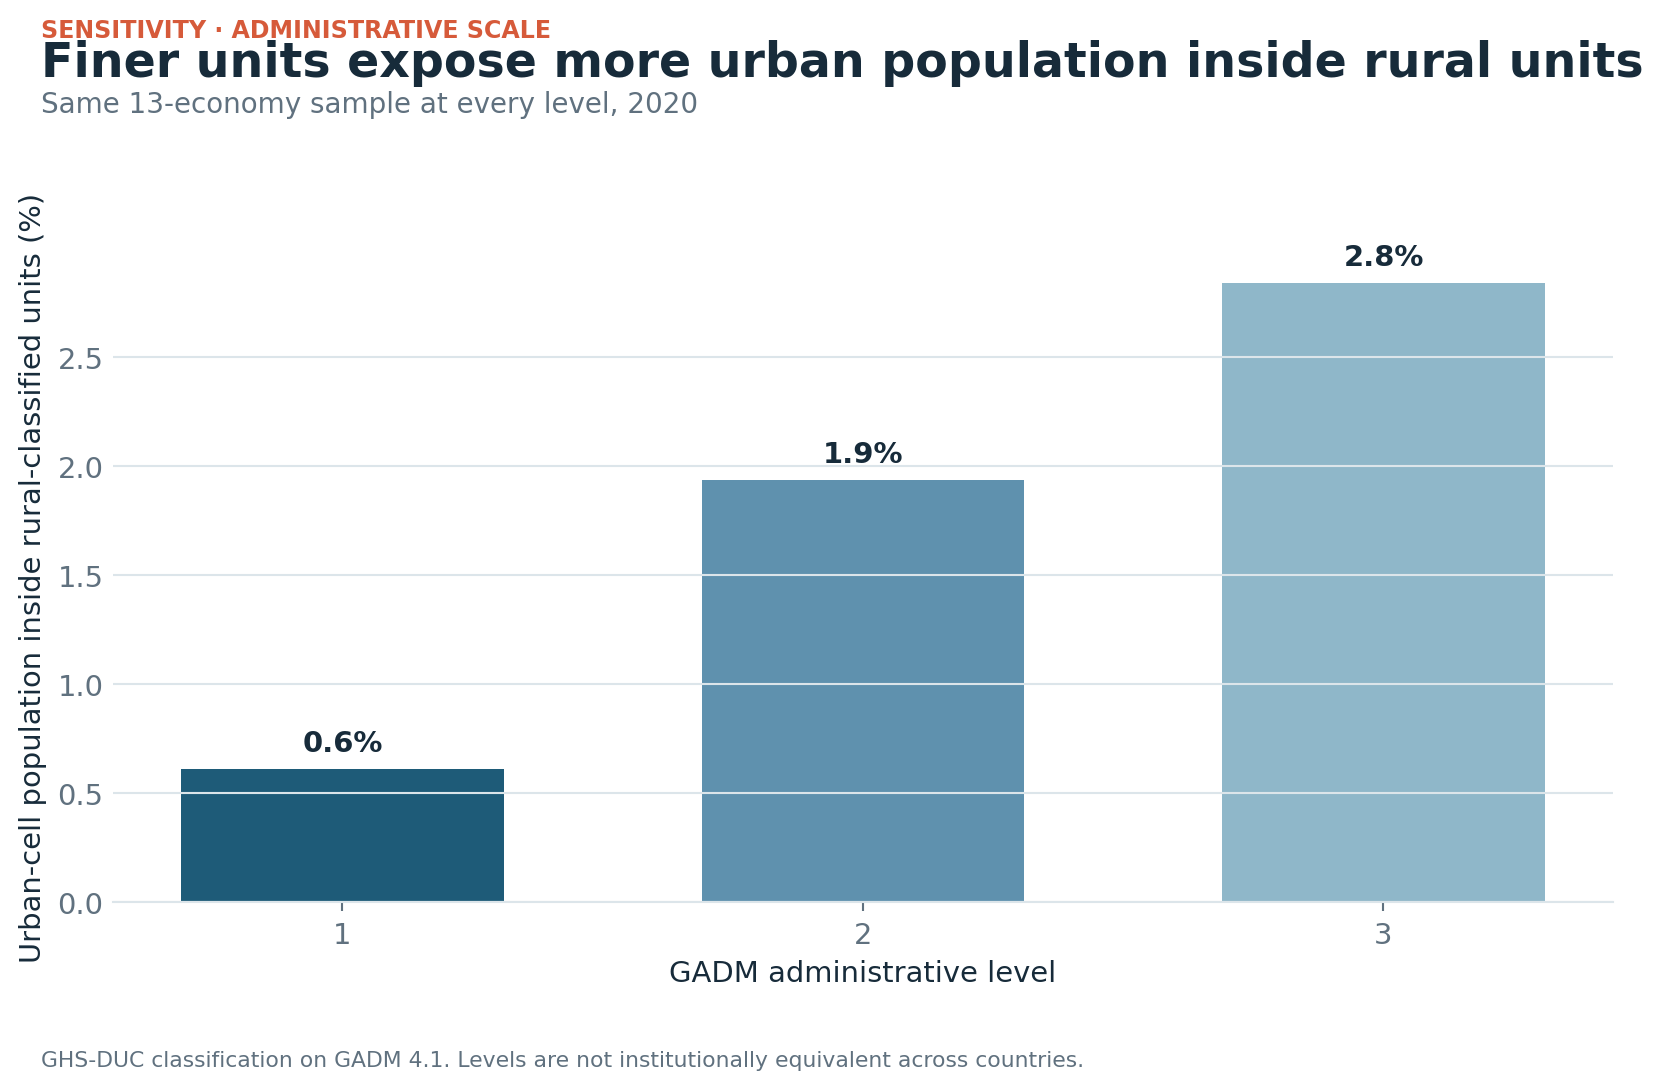 SENSITIVITY · ADMINISTRATIVE SCALE
Finer units expose more urban population inside rural units
Same 13-economy sample at every level, 2020
Urban-cell population inside rural-classified units (%)
2.8%
2.5
1.9%
2.0
1.5
1.0
0.6%
0.5
0.0
1
2
3
GADM administrative level
GHS-DUC classification on GADM 4.1. Levels are not institutionally equivalent across countries.